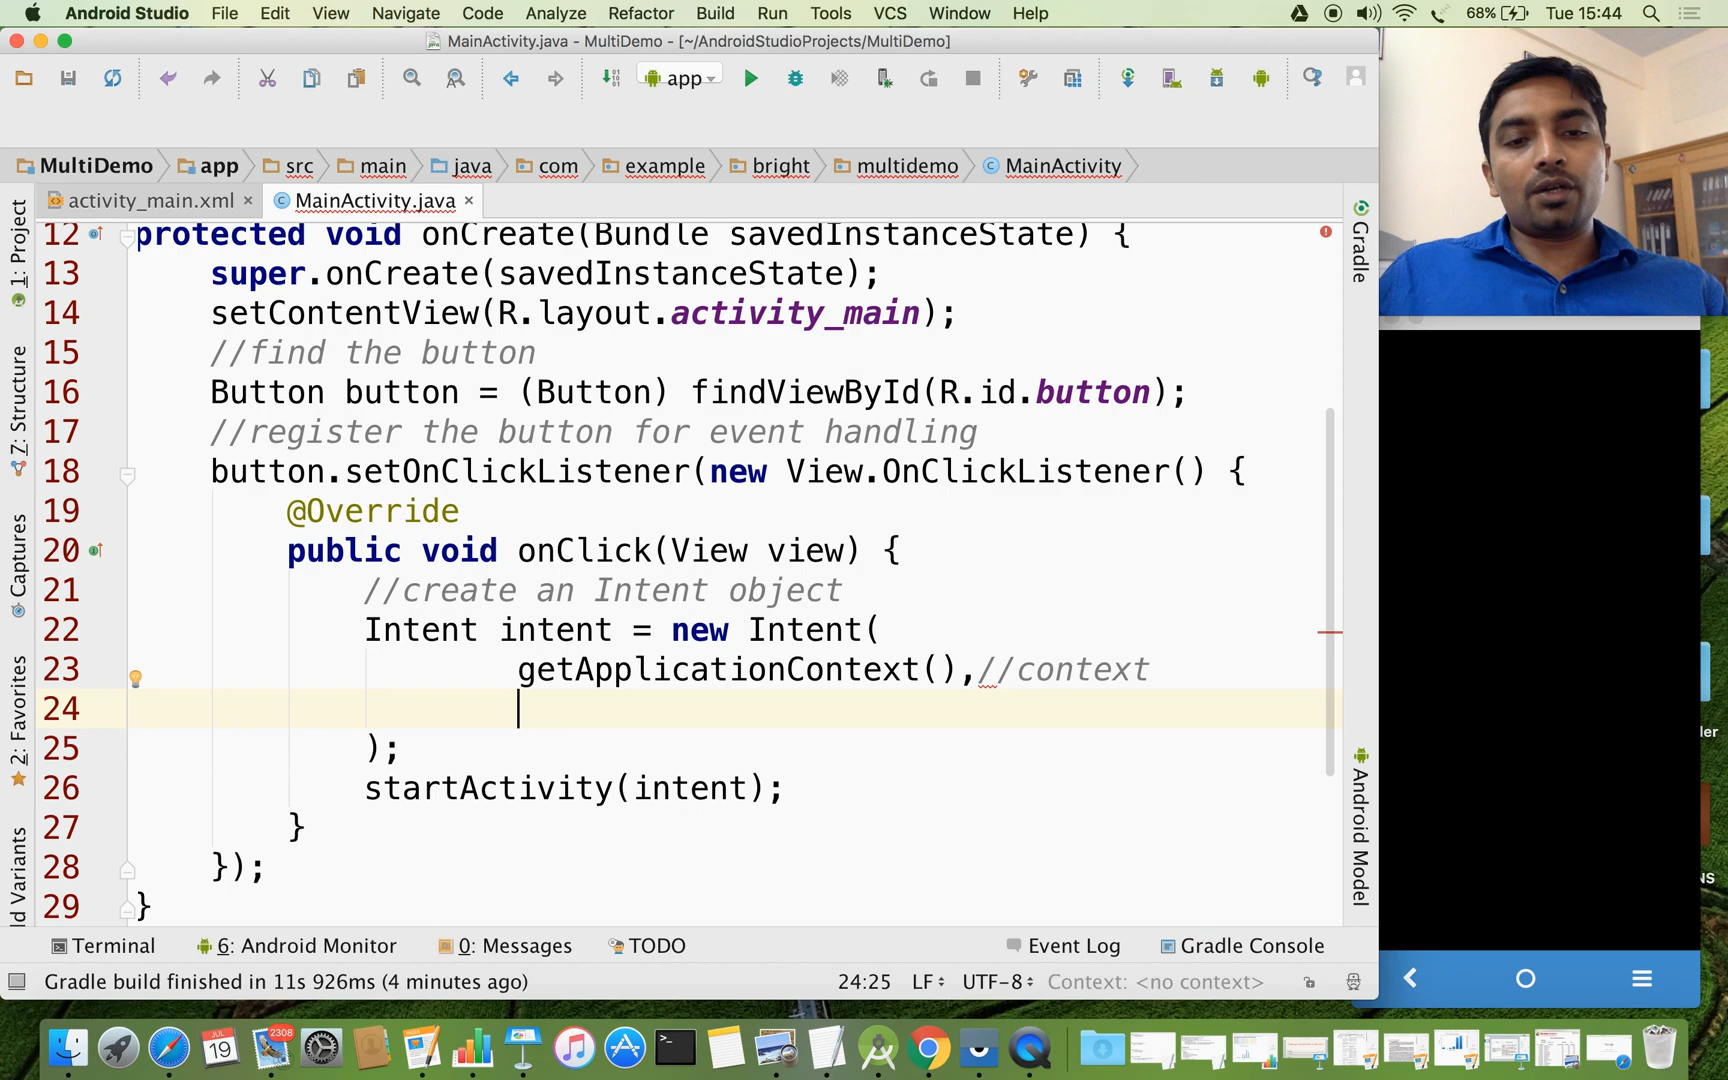 Android Studio File Edit View Navigate Code Analyze Refactor Build Run Tools VCS Window Help 68% Tue 15:44
MainActivity.java - MultiDemo - [~/AndroidStudioProjects/MultiDemo]
app
MultiDemo app src main java com example bright multidemo MainActivity
activity_main.xml MainActivity.java
1: Project
7: Structure
Captures
2: Favorites
ld Variants
12 protected void onCreate(Bundle savedInstanceState) {
13 super.onCreate(savedInstanceState);
14 setContentView(R.layout.activity_main);
15 //find the button
16 Button button = (Button) findViewById(R.id.button);
17 //register the button for event handling
18 button.setOnClickListener(new View.OnClickListener() {
19 @Override
20 public void onClick(View view) {
21 //create an Intent object
22 Intent intent = new Intent(
23 getApplicationContext(),//context
24
25 );
26 startActivity(intent);
27 }
28 });
29 }
Gradle
Android Model
ler
NS
Terminal 6: Android Monitor 0: Messages TODO Event Log Gradle Console
Gradle build finished in 11s 926ms (4 minutes ago) 24:25 LF UTF-8 Context: <no context>
JUL
19
2308